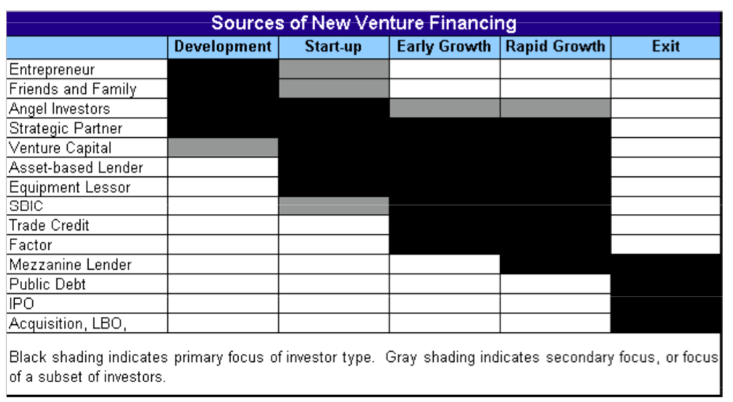 Sources of New Venture Financing
Development Start-up Early Growth Rapid Growth Exit
Entrepreneur
Friends and Family
Angel Investors
Strategic Partner
Venture Capital
Asset-based Lender
Equipment Lessor
SBIC
Trade Credit
Factor
Mezzanine Lender
Public Debt
IPO
Acquisition, LBO,
Black shading indicates primary focus of investor type. Gray shading indicates secondary focus, or focus
of a subset of investors.